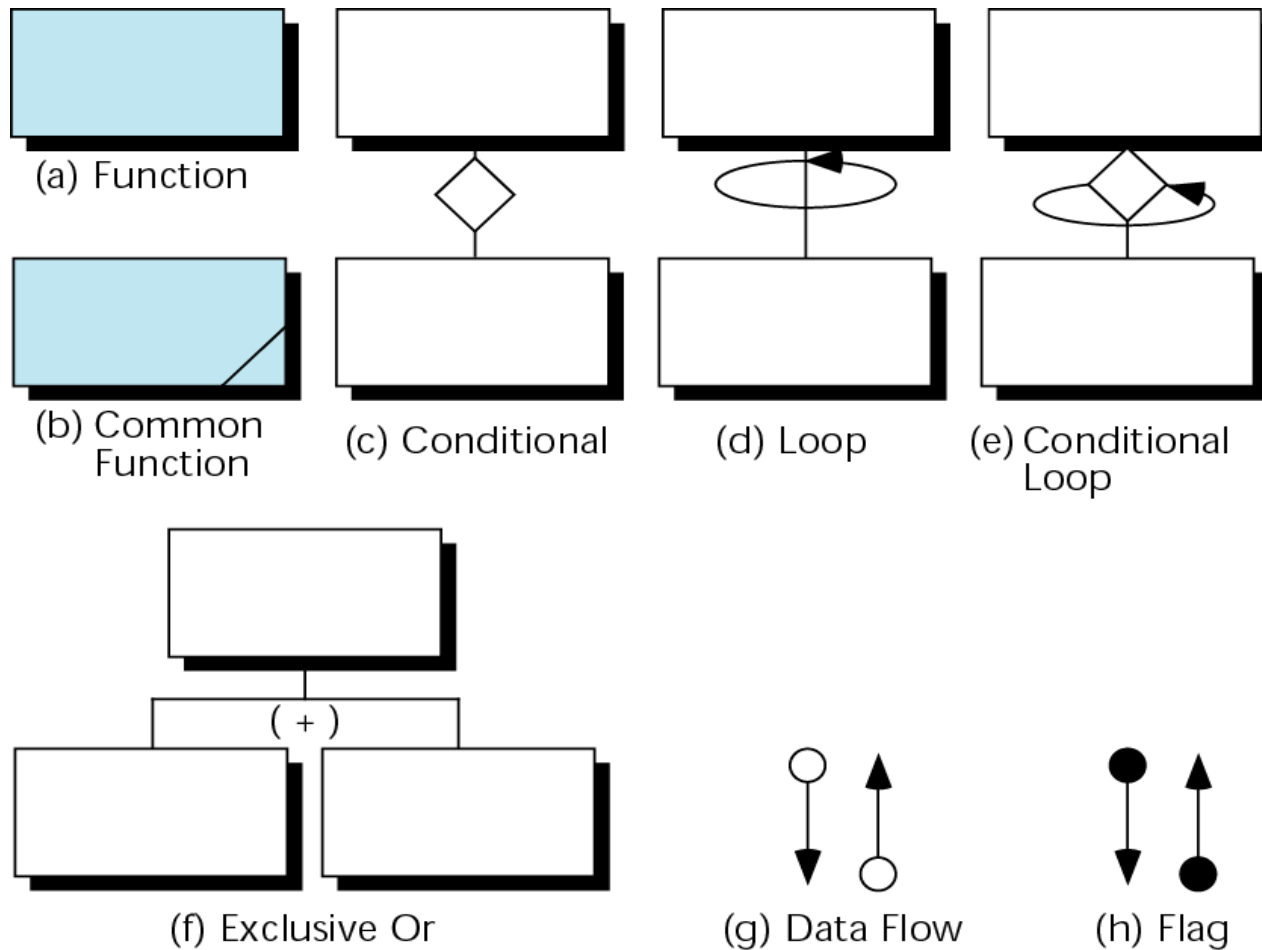 (a) Function
(b) Common
Function
(c) Conditional
(d) Loop
(e) Conditional
Loop
( + )
(f) Exclusive Or
(g) Data Flow
(h) Flag